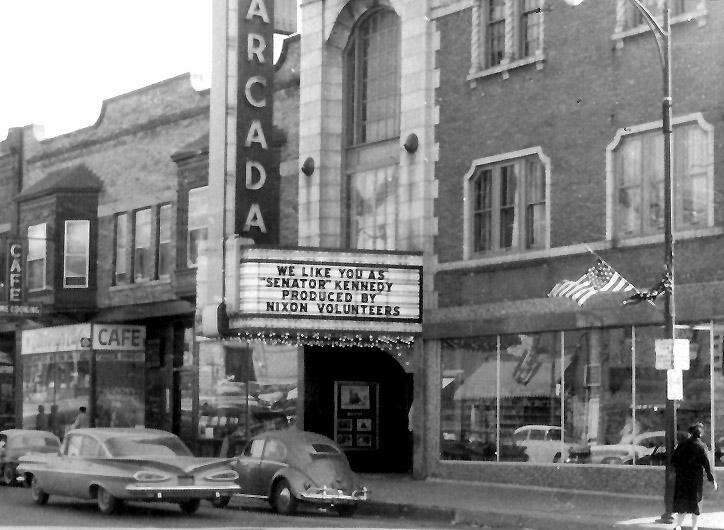 ARCADA
WE LIKE YOU AS
"SENATOR" KENNEDY
PRODUCED BY
NIXON VOLUNTEERS
CAFE
CAFE